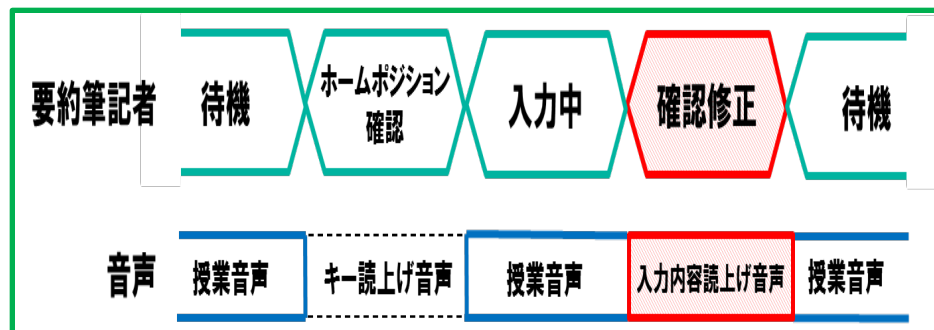 要約筆記者
待機
ホームポジション
確認
入力中
確認修正
待機
音声
授業音声
キー読上げ音声
授業音声
入力内容読上げ音声
授業音声